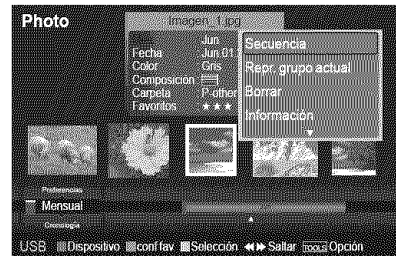 Photo
Imagen_1.jpg
Jun
Fecha Jun.01.
Color Gris
Composición
Carpeta P-other
Favoritos ★★★
Secuencia
Repr. grupo actual
Borrar
Información
Preferencias
Mensual
Cronología
USB Dispositivo conf fav Selección Saltar TOOLS Opción